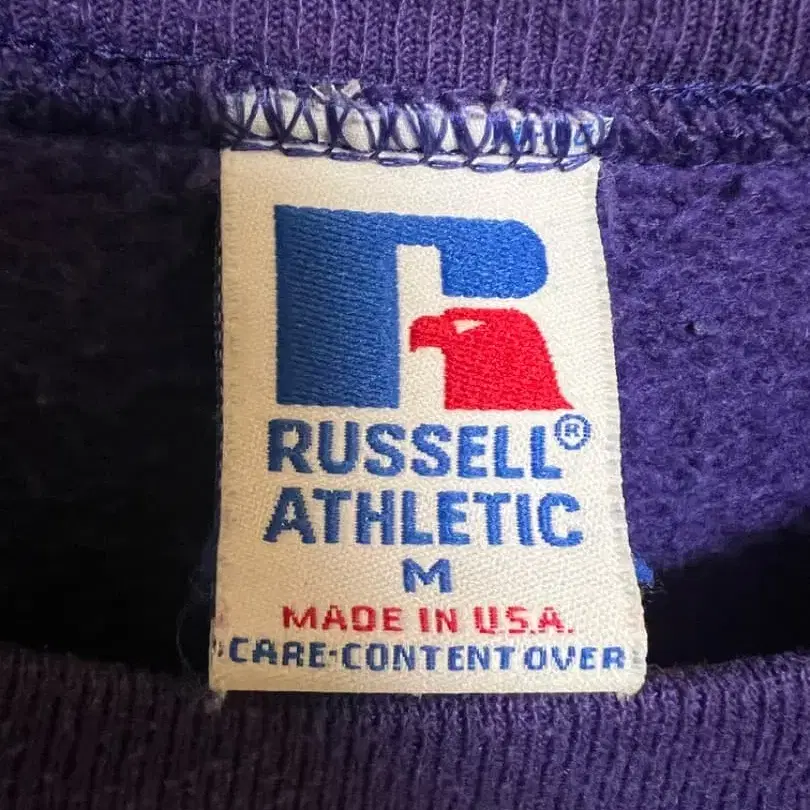 RUSSELL®
ATHLETIC
M
MADE IN U.S.A.
CARE-CONTENT OVER